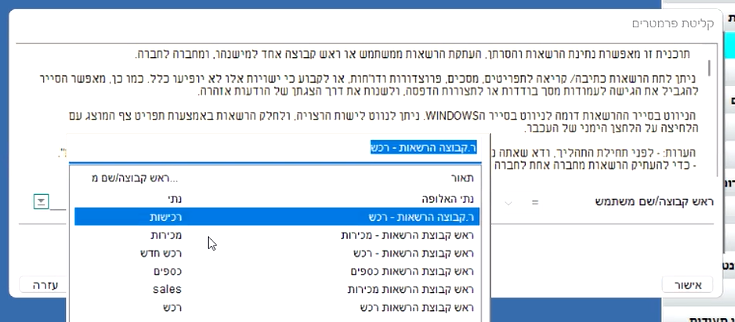 קליטת פרמטרים
תוכנית זו מאפשרת נתינת הרשאות והסרתן, העתקת הרשאות ממשתמש או ראש קבוצה אחד למישנהו, ומחברה לחברה.
ניתן לתת הרשאות כתיבה/ קריאה לתפריטים, מסכים, פרוצדורות ודו"חות, או לקבוע כי ישויות אלו לא יופיעו כלל. כמו כן, מאפשר הסייר
להגביל את הגישה לעמודות מסך בודדות או לתצורות הדפסה, ולשנות את דרך הצגתן של הודעות אזהרה.
הניווט בסייר ההרשאות דומה לניווט בסייר הWINDOWS. ניתן לנווט לישות הרצויה, ולחלק הרשאות באמצעות תפריט צף המוצג עם
הלחיצה על הלחצן הימני של העכבר.
הערות: - לפני תחילת התהליך, ודא שאתה נ
- כדי להעתיק הרשאות מחברה אחת לחברה
ר.קבוצה הרשאות - רכש
תאור ראש קבוצה/שם מ...
נתי האלופה נתי
ר.קבוצה הרשאות - רכש רכישות
ראש קבוצת הרשאות - מכירות מכירות
ראש קבוצת הרשאות - רכש רכש חדש
ראש קבוצת הרשאות כספים כספים
ראש קבוצת הרשאות מכירות sales
ראש קבוצת הרשאות רכש רכש
ראש קבוצה/שם משתמש =
אישור
עזרה